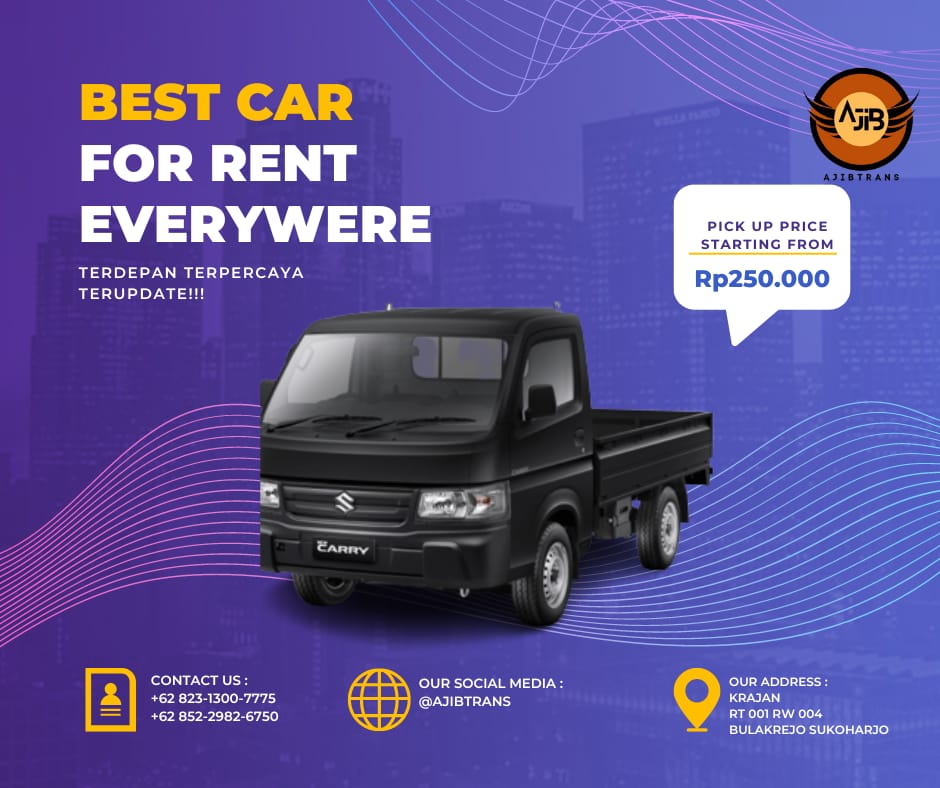 BEST CAR
FOR RENT
EVERYWERE
TERDEPAN TERPERCAYA
TERUPDATE!!!
AJIB
AJIBTRANS
PICK UP PRICE
STARTING FROM
Rp250.000
CARRY
CONTACT US :
+62 823-1300-7775
+62 852-2982-6750
OUR SOCIAL MEDIA :
@AJIBTRANS
OUR ADDRESS :
KRAJAN
RT 001 RW 004
BULAKREJO SUKOHARJO